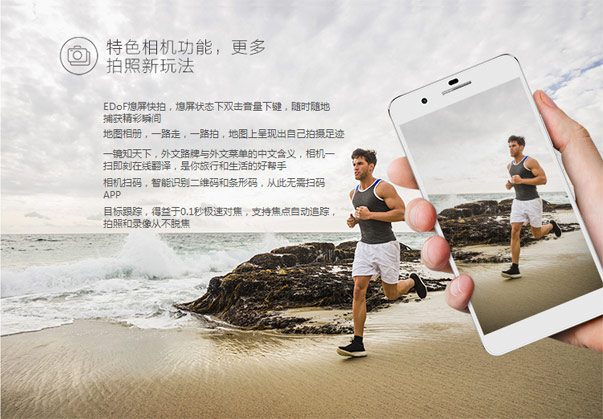 特色相机功能，更多
拍照新玩法
EDoF熄屏快拍，熄屏状态下双击音量下键，随时随地
捕获精彩瞬间
地图相册，一路走，一路拍，地图上呈现出自己拍摄足迹
一镜知天下，外文路牌与外文菜单的中文含义，相机一
扫即刻在线翻译，是你旅行和生活的好帮手
相机扫码，智能识别二维码和条形码，从此无需扫码
APP
目标跟踪，得益于0.1秒极速对焦，支持焦点自动追踪，
拍照和录像从不脱焦